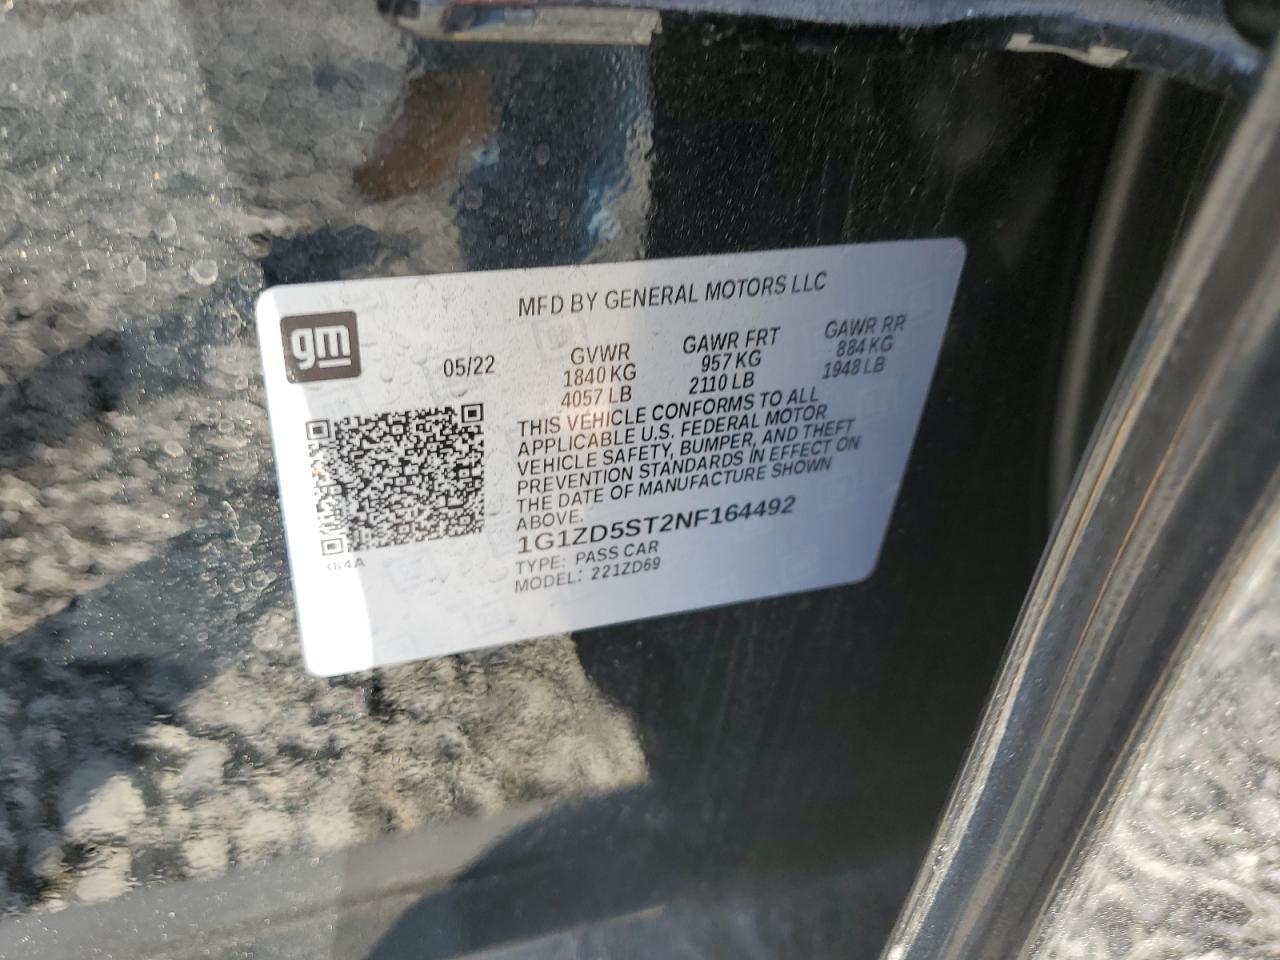 MFD BY GENERAL MOTORS LLC
gm
05/22 GVWR GAWR FRT GAWR RR
1840 KG 957 KG 884 KG
4057 LB 2110 LB 1948 LB
THIS VEHICLE CONFORMS TO ALL
APPLICABLE U.S. FEDERAL MOTOR
VEHICLE SAFETY, BUMPER, AND THEFT
PREVENTION STANDARDS IN EFFECT ON
THE DATE OF MANUFACTURE SHOWN
ABOVE.
1G1ZD5ST2NF164492
TYPE: PASS CAR
MODEL: 221ZD69